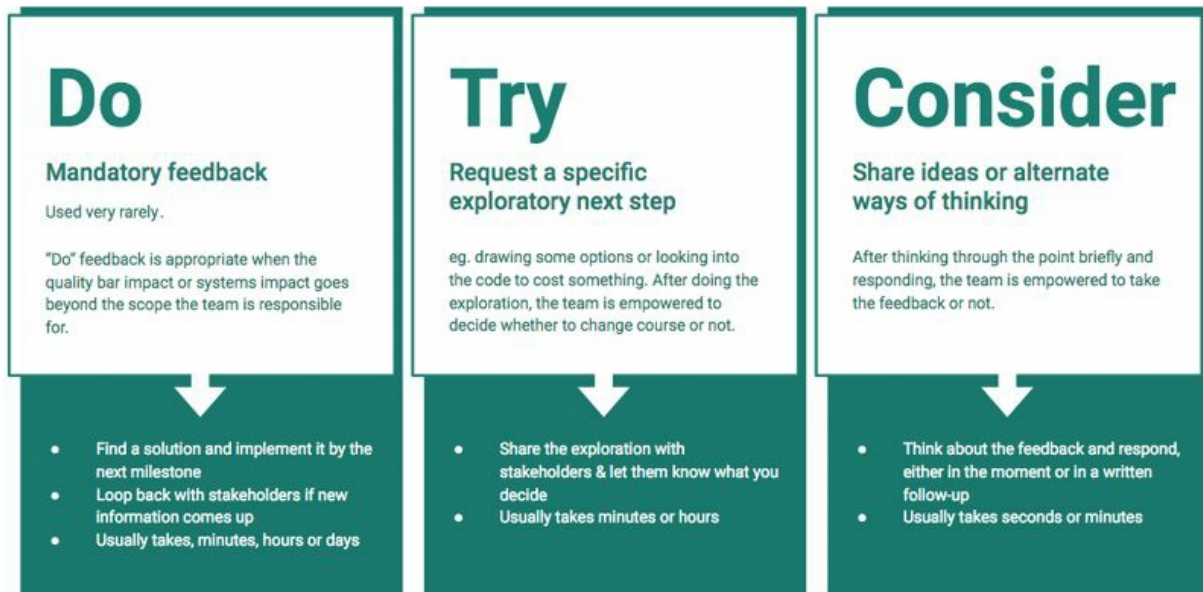 Do
Mandatory feedback
Used very rarely.
"Do" feedback is appropriate when the
quality bar impact or systems impact goes
beyond the scope the team is responsible
for.
● Find a solution and implement it by the
next milestone
● Loop back with stakeholders if new
information comes up
● Usually takes, minutes, hours or days
Try
Request a specific
exploratory next step
eg. drawing some options or looking into
the code to cost something. After doing the
exploration, the team is empowered to
decide whether to change course or not.
● Share the exploration with
stakeholders & let them know what you
decide
● Usually takes minutes or hours
Consider
Share ideas or alternate
ways of thinking
After thinking through the point briefly and
responding, the team is empowered to take
the feedback or not.
● Think about the feedback and respond,
either in the moment or in a written
follow-up
● Usually takes seconds or minutes